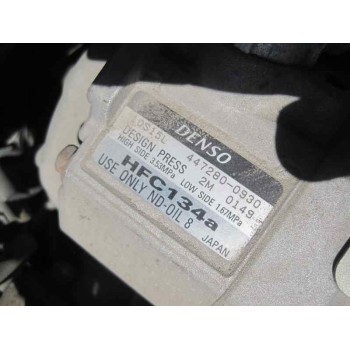 DENSO
10S15L 447280-0930
DESIGN PRESS 2M 0149
HIGH SIDE 3.53MPa LOW SIDE 1.67MPa
HFC134a
USE ONLY ND-OIL 8 JAPAN